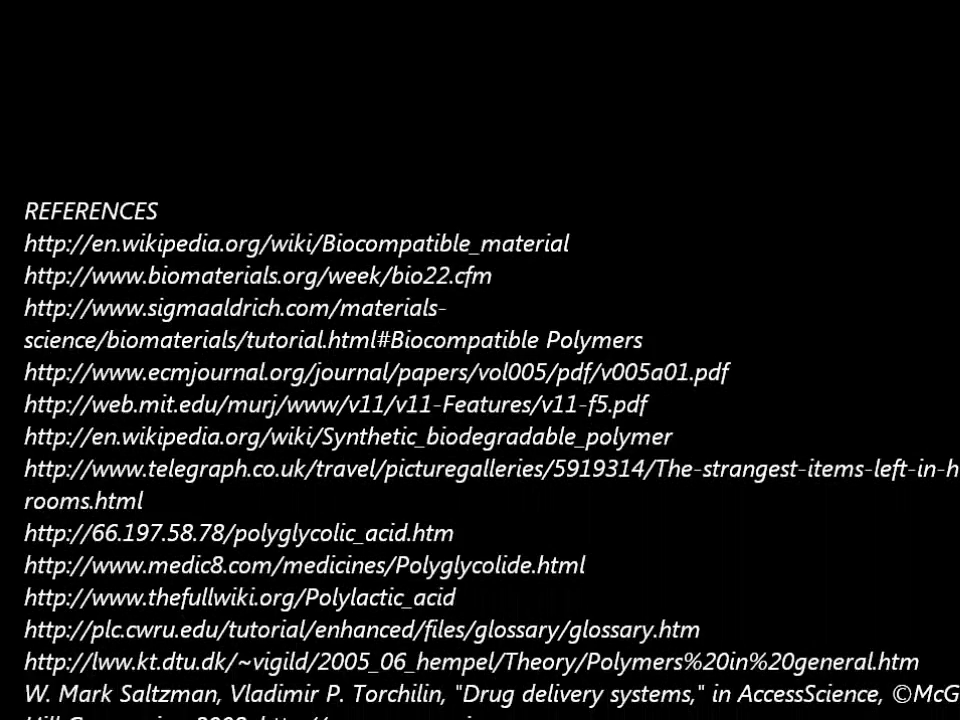 REFERENCES
http://en.wikipedia.org/wiki/Biocompatible_material
http://www.biomaterials.org/week/bio22.cfm
http://www.sigmaaldrich.com/materials-
science/biomaterials/tutorial.html#Biocompatible Polymers
http://www.ecmjournal.org/journal/papers/vol005/pdf/v005a01.pdf
http://web.mit.edu/murj/www/v11/v11-Features/v11-f5.pdf
http://en.wikipedia.org/wiki/Synthetic_biodegradable_polymer
http://www.telegraph.co.uk/travel/picturegalleries/5919314/The-strangest-items-left-in-h
rooms.html
http://66.197.58.78/polyglycolic_acid.htm
http://www.medic8.com/medicines/Polyglycolide.html
http://www.thefullwiki.org/Polylactic_acid
http://plc.cwru.edu/tutorial/enhanced/files/glossary/glossary.htm
http://lww.kt.dtu.dk/~vigild/2005_06_hempel/Theory/Polymers%20in%20general.htm
W. Mark Saltzman, Vladimir P. Torchilin, "Drug delivery systems," in AccessScience, ©McG